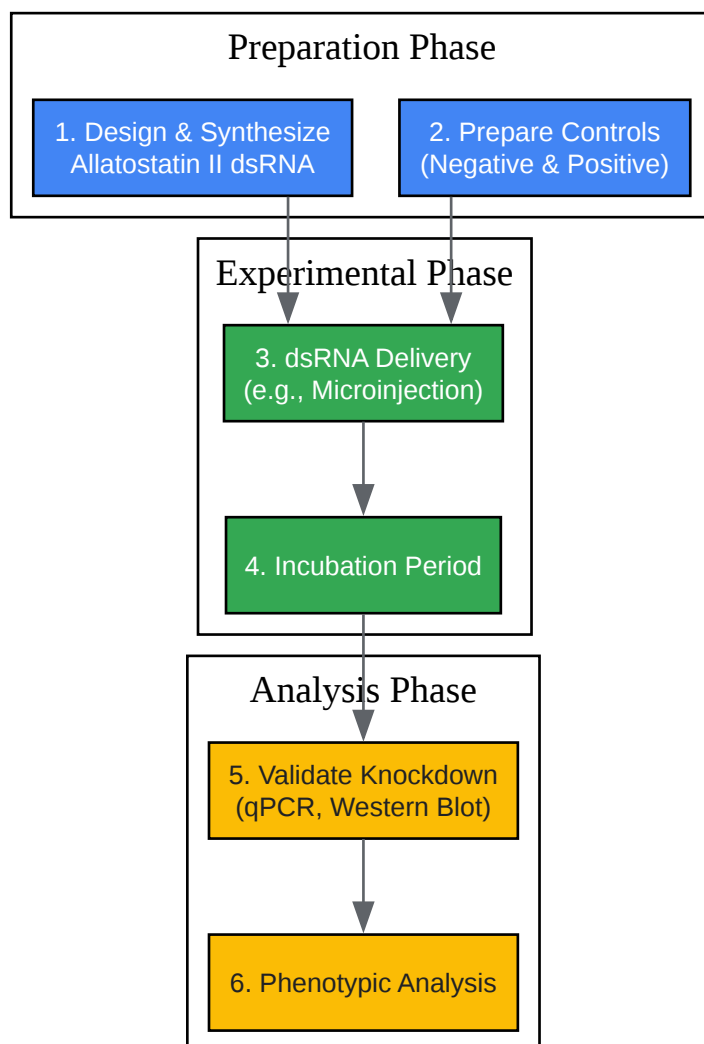 Preparation Phase
1. Design & Synthesize
Allatostatin II dsRNA
2. Prepare Controls
(Negative & Positive)
Experimental Phase
3. dsRNA Delivery
(e.g., Microinjection)
4. Incubation Period
Analysis Phase
5. Validate Knockdown
(qPCR, Western Blot)
6. Phenotypic Analysis